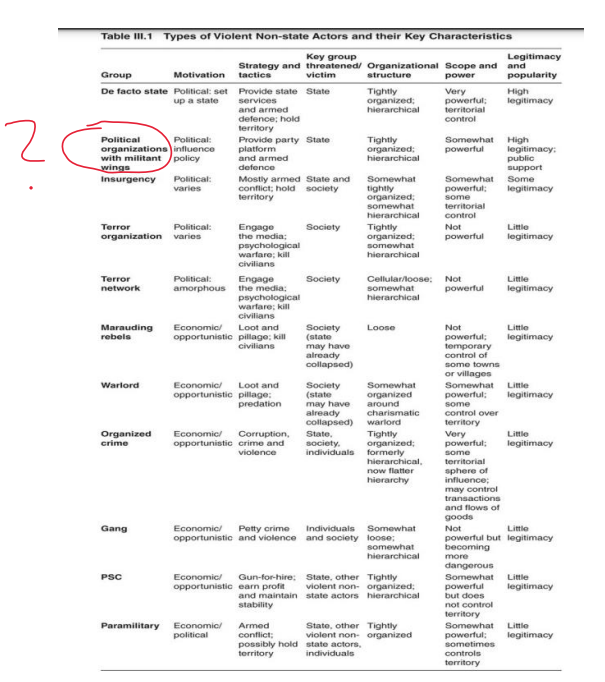 Table III.1 Types of Violent Non-state Actors and their Key Characteristics
Key group Legitimacy
Strategy and threatened/ Organizational Scope and and
Group Motivation tactics victim structure power popularity
De facto state Political: set Provide state State Tightly Very High
up a state services organized; powerful; legitimacy
and armed hierarchical territorial
defence; hold control
territory
?
Political Political: Provide party State Tightly Somewhat High
organizations influence platform organized; powerful legitimacy;
with militant policy and armed hierarchical public
wings defence support
Insurgency Political: Mostly armed State and Somewhat Somewhat Some
varies conflict; hold society tightly powerful; legitimacy
territory organized; some
somewhat territorial
hierarchical control
Terror Political: Engage Society Tightly Not Little
organization varies the media; organized; powerful legitimacy
psychological somewhat
warfare; kill hierarchical
civilians
Terror Political: Engage Society Cellular/loose; Not Little
network amorphous the media; somewhat powerful legitimacy
psychological hierarchical
warfare; kill
civilians
Marauding Economic/ Loot and Society Loose Not Little
rebels opportunistic pillage; kill (state powerful; legitimacy
civilians may have temporary
already control of
collapsed) some towns
or villages
Warlord Economic/ Loot and Society Somewhat Somewhat Little
opportunistic pillage; (state organized powerful; legitimacy
predation may have around some
already charismatic control over
collapsed) warlord territory
Organized Economic/ Corruption, State, Tightly Very Little
crime opportunistic crime and society, organized; powerful; legitimacy
violence individuals formerly some
hierarchical, territorial
now flatter sphere of
hierarchy influence;
may control
transactions
and flows of
goods
Gang Economic/ Petty crime Individuals Somewhat Not Little
opportunistic and violence and society loose; powerful but legitimacy
somewhat becoming
hierarchical more
dangerous
PSC Economic/ Gun-for-hire; State, other Tightly Somewhat Little
opportunistic earn profit violent non- organized; powerful legitimacy
and maintain state actors hierarchical but does
stability not control
territory
Paramilitary Economic/ Armed State, other Tightly Somewhat Little
political conflict; violent non- organized powerful; legitimacy
possibly hold state actors, sometimes
territory individuals controls
territory